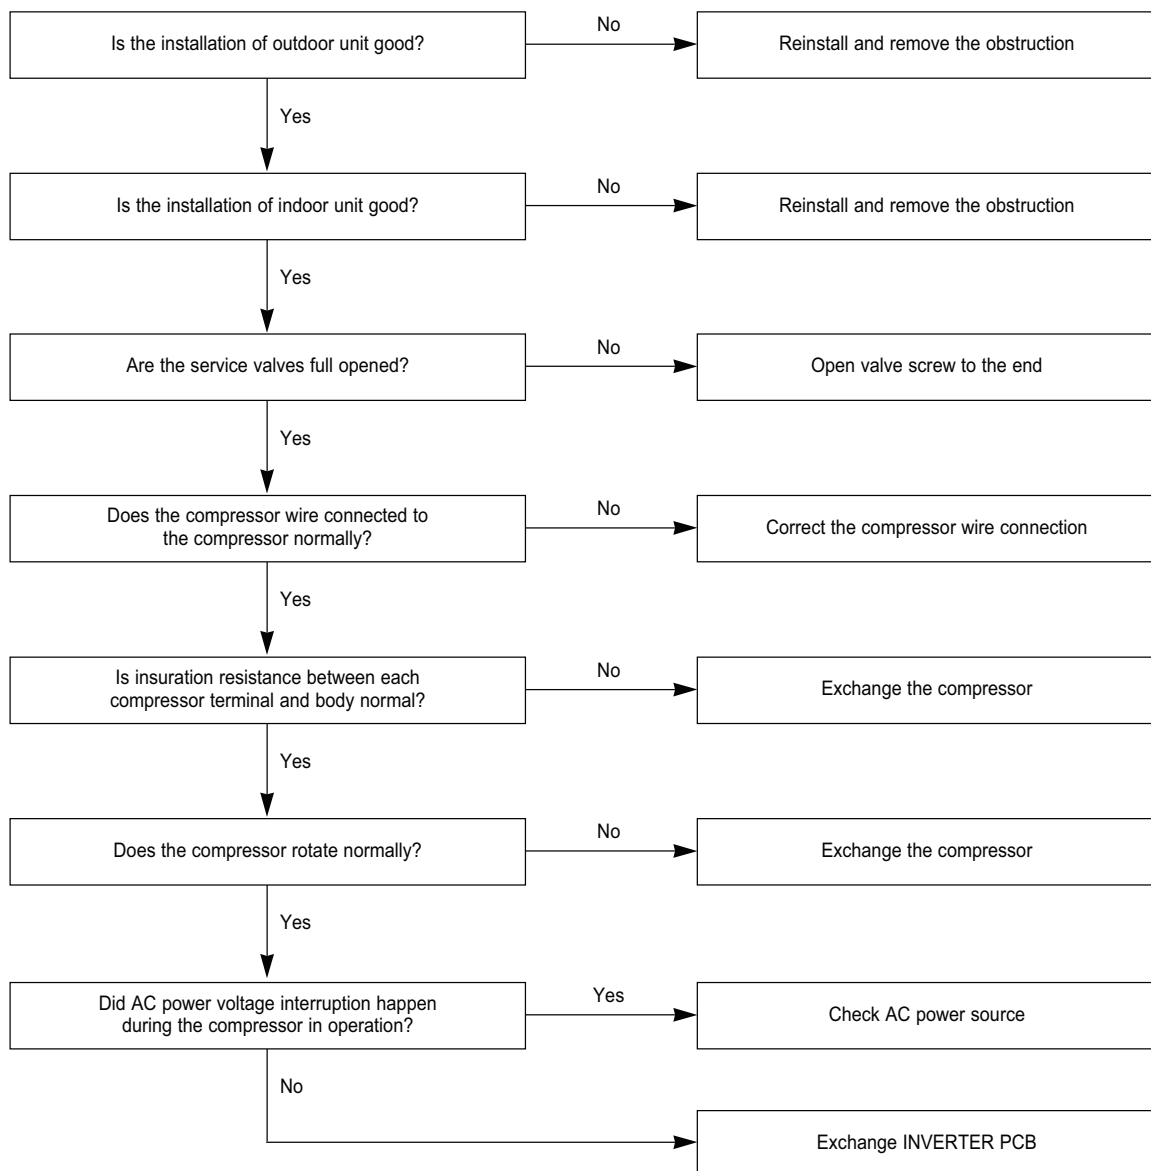 Is the installation of outdoor unit good?
No
Reinstall and remove the obstruction
Yes
Is the installation of indoor unit good?
No
Reinstall and remove the obstruction
Yes
Are the service valves full opened?
No
Open valve screw to the end
Yes
Does the compressor wire connected to
the compressor normally?
No
Correct the compressor wire connection
Yes
Is insuration resistance between each
compressor terminal and body normal?
No
Exchange the compressor
Yes
Does the compressor rotate normally?
No
Exchange the compressor
Yes
Did AC power voltage interruption happen
during the compressor in operation?
Yes
Check AC power source
No
Exchange INVERTER PCB